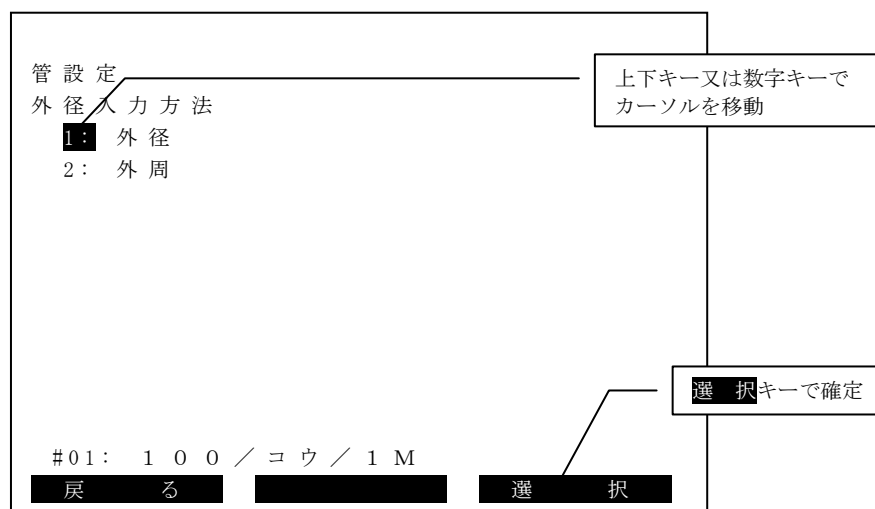 管設定
外径入力方法
1： 外径
2： 外周
上下キー又は数字キーで
カーソルを移動
選 択キーで確定
#01: １００／コウ／１Ｍ
戻 る
選 択